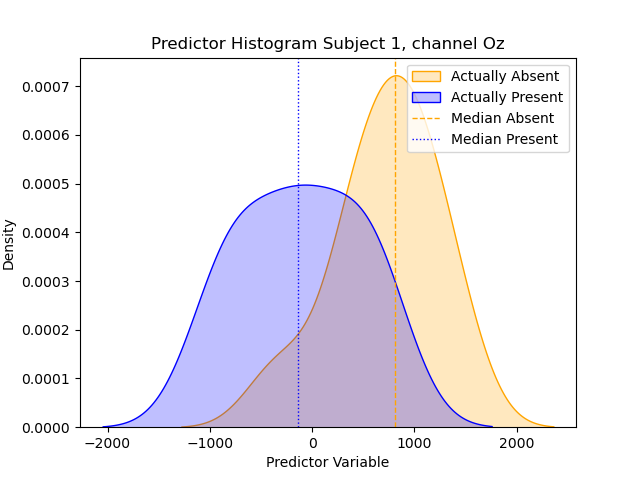 Predictor Histogram Subject 1, channel Oz
Actually Absent
Actually Present
Median Absent
Median Present
0.0007
0.0006
0.0005
0.0004
0.0003
0.0002
0.0001
0.0000
Density
−2000 −1000 0 1000 2000
Predictor Variable